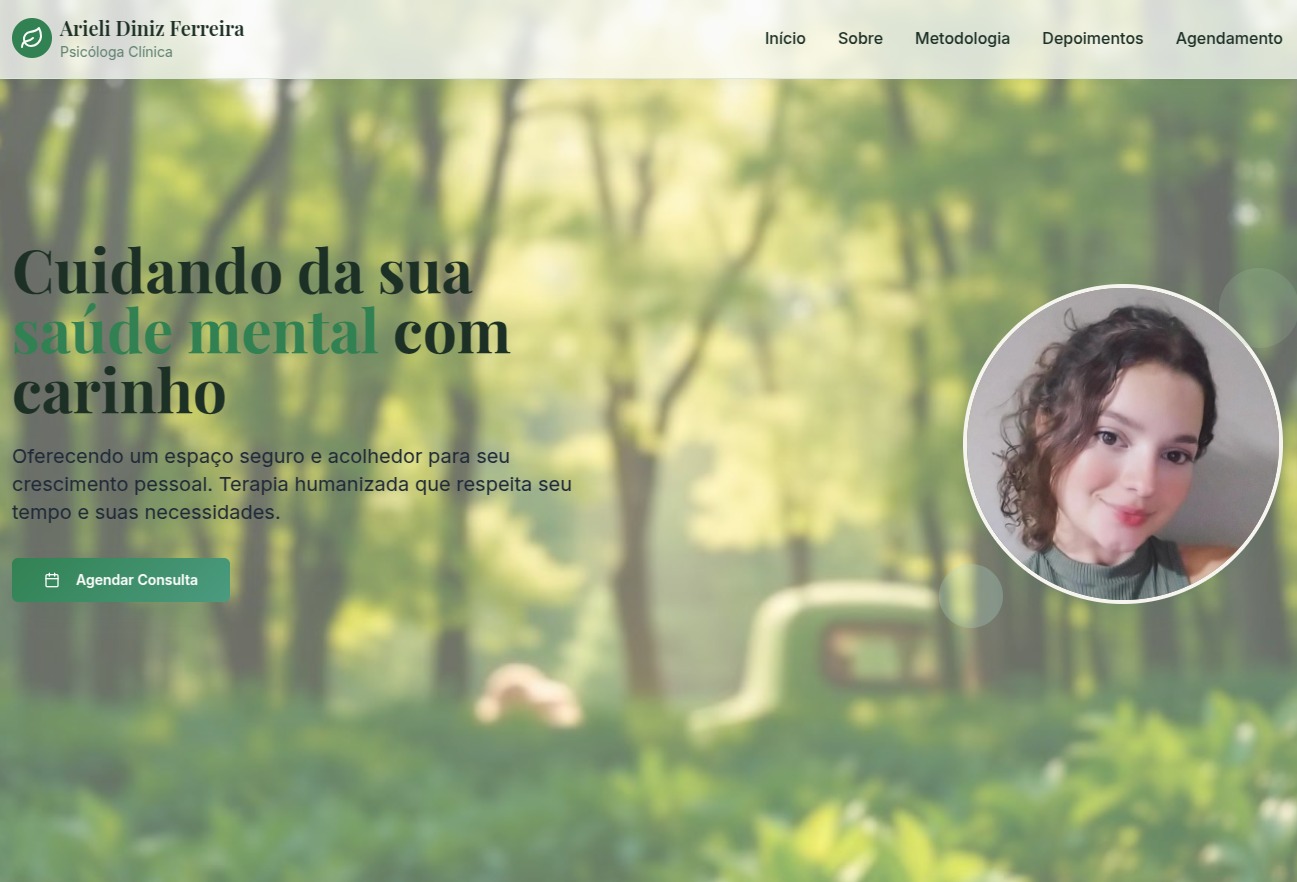 Arieli Diniz Ferreira
Psicóloga Clínica
Início
Sobre
Metodologia
Depoimentos
Agendamento
Cuidando da sua
saúde mental com
carinho
Oferecendo um espaço seguro e acolhedor para seu
crescimento pessoal. Terapia humanizada que respeita seu
tempo e suas necessidades.
Agendar Consulta